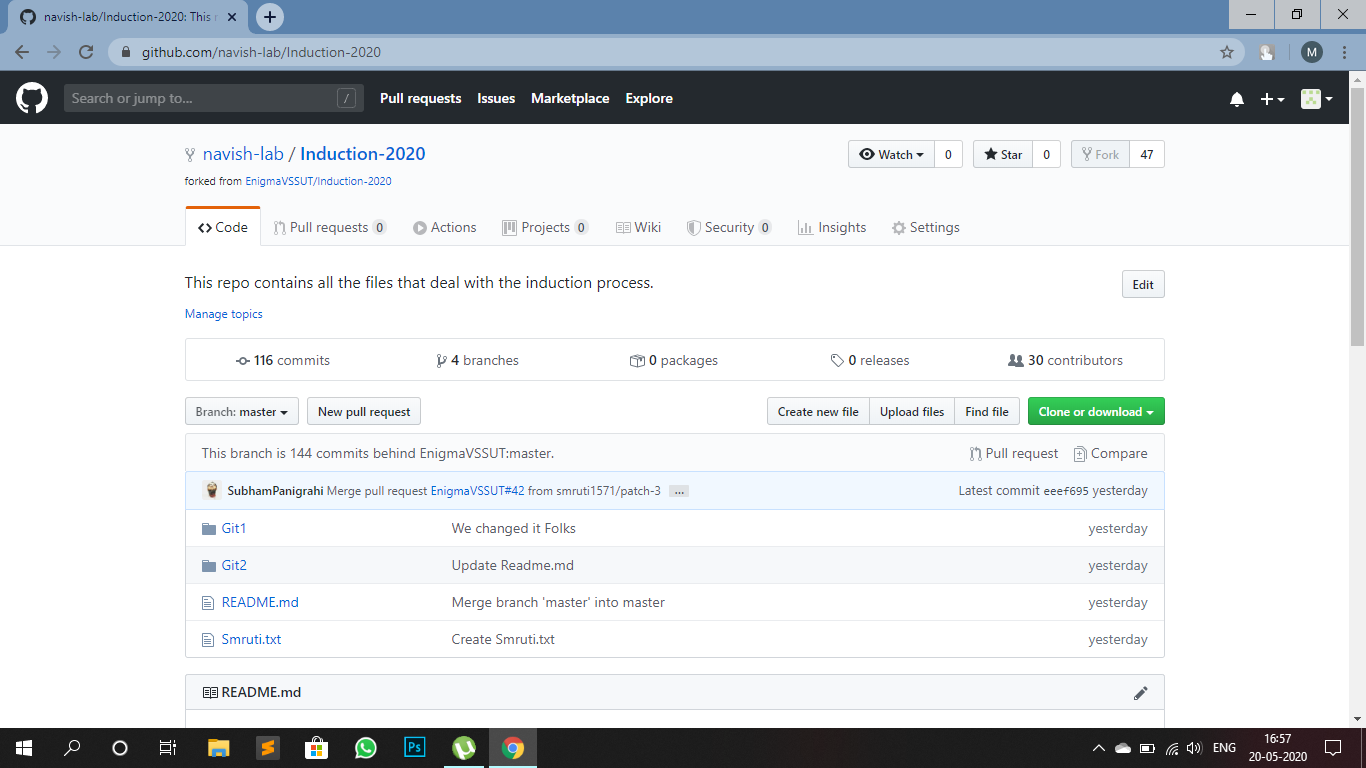 navish-lab/Induction-2020: This r
github.com/navish-lab/Induction-2020
M
Search or jump to... /
Pull requests Issues Marketplace Explore
navish-lab / Induction-2020
Watch 0 Star 0 Fork 47
forked from EnigmaVSSUT/Induction-2020
Code Pull requests 0 Actions Projects 0 Wiki Security 0 Insights Settings
This repo contains all the files that deal with the induction process.
Edit
Manage topics
116 commits 4 branches 0 packages 0 releases 30 contributors
Branch: master New pull request Create new file Upload files Find file Clone or download
This branch is 144 commits behind EnigmaVSSUT:master. Pull request Compare
SubhamPanigrahi Merge pull request EnigmaVSSUT#42 from smruti1571/patch-3 ... Latest commit eeef695 yesterday
Git1 We changed it Folks yesterday
Git2 Update Readme.md yesterday
README.md Merge branch 'master' into master yesterday
Smruti.txt Create Smruti.txt yesterday
README.md
Ps
ENG
16:57
20-05-2020